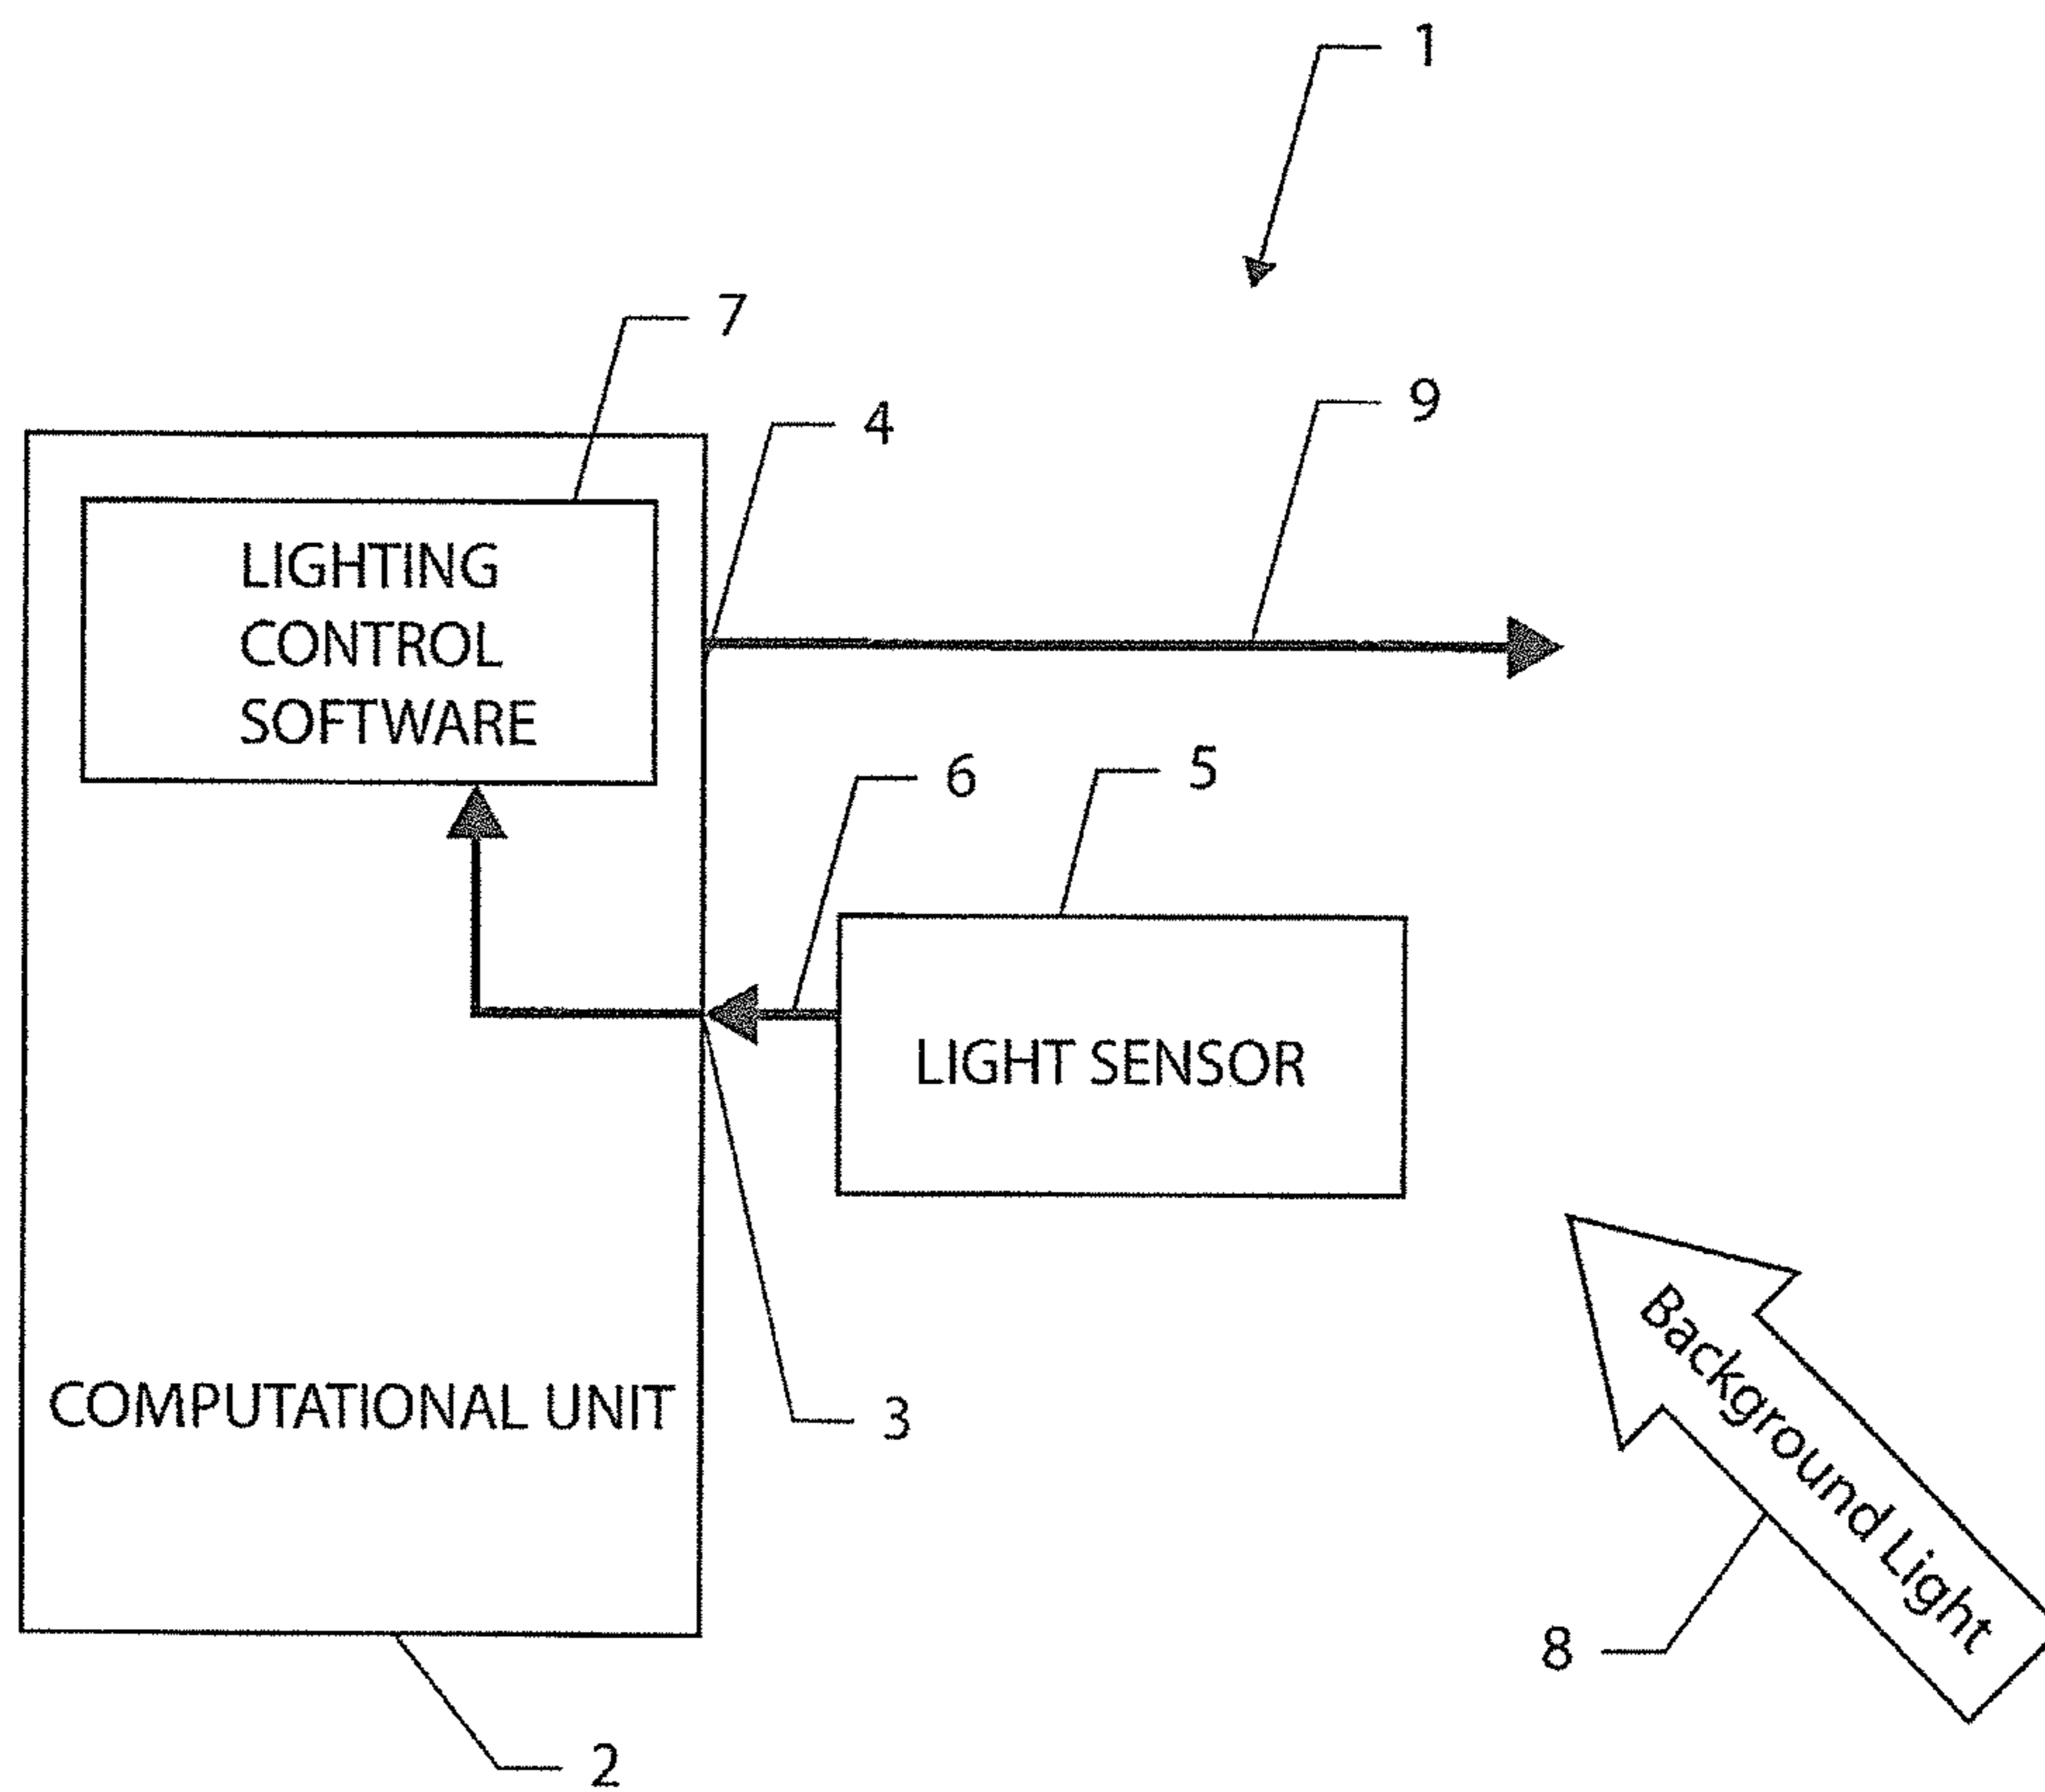 1
7
4
9
LIGHTING
CONTROL
SOFTWARE
6
5
LIGHT SENSOR
COMPUTATIONAL UNIT
3
Background Light
8
2